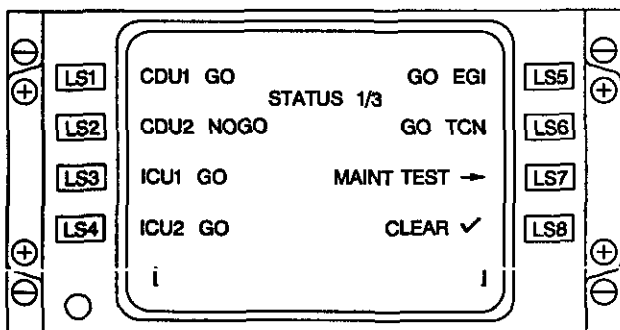 LS1 CDU1 GO GO EGI LS5
STATUS 1/3
LS2 CDU2 NOGO GO TCN LS6
LS3 ICU1 GO MAINT TEST → LS7
LS4 ICU2 GO CLEAR ✓ LS8
[ ]